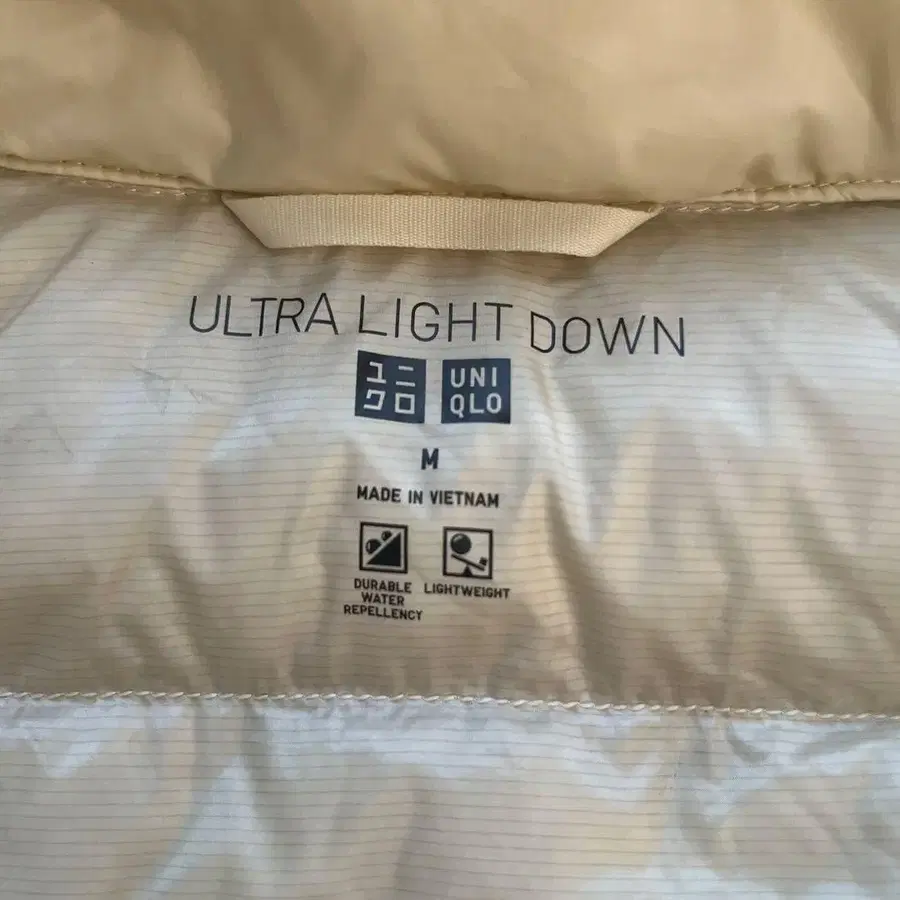 ULTRA LIGHT DOWN
ユニ UNI
クロ QLO
M
MADE IN VIETNAM
DURABLE LIGHTWEIGHT
WATER
REPELLENCY